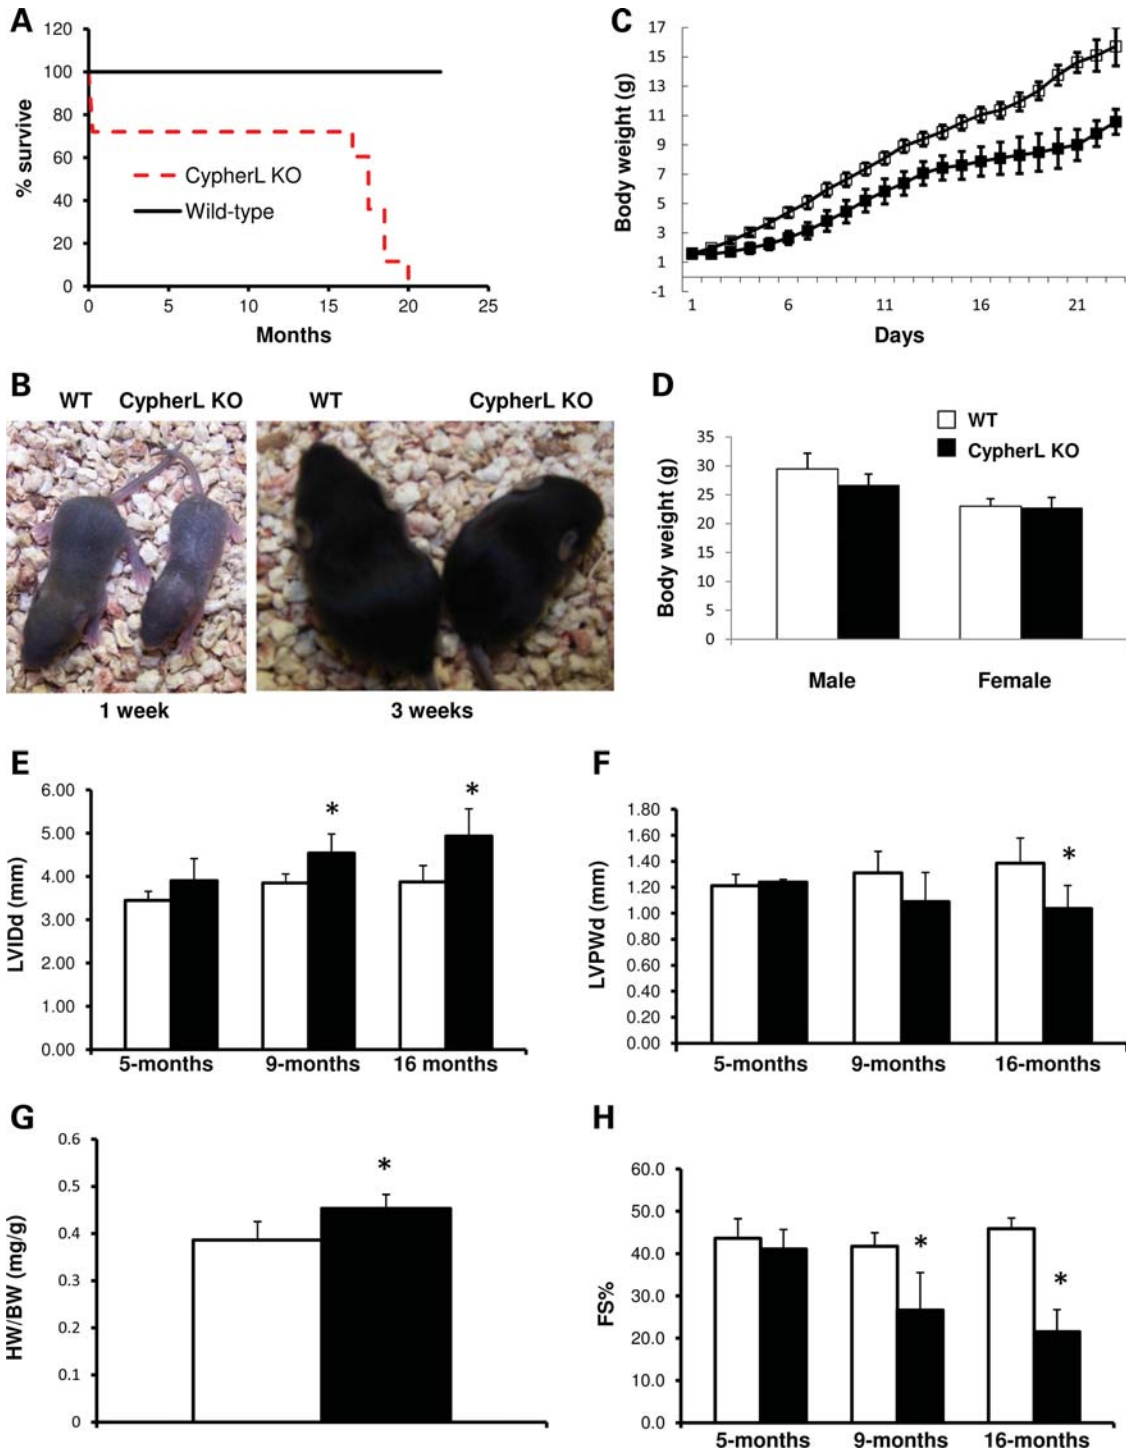 A
120
100
80
60
40
20
0
% survive
CypherL KO
Wild-type
0 5 10 15 20 25
Months
C
17
15
13
11
9
7
5
3
1
-1
Body weight (g)
1 6 11 16 21
Days
B
WT CypherL KO WT CypherL KO
1 week 3 weeks
D
WT
CypherL KO
35
30
25
20
15
10
5
0
Body weight (g)
Male Female
E
6.00
5.00
4.00
3.00
2.00
1.00
0.00
LVIDd (mm)
* *
5-months 9-months 16 months
F
1.80
1.60
1.40
1.20
1.00
0.80
0.60
0.40
0.20
0.00
LVPWd (mm)
*
5-months 9-months 16-months
G
0.6
0.5
0.4
0.3
0.2
0.1
0
HW/BW (mg/g)
*
H
60.0
50.0
40.0
30.0
20.0
10.0
0.0
FS%
* *
5-months 9-months 16-months